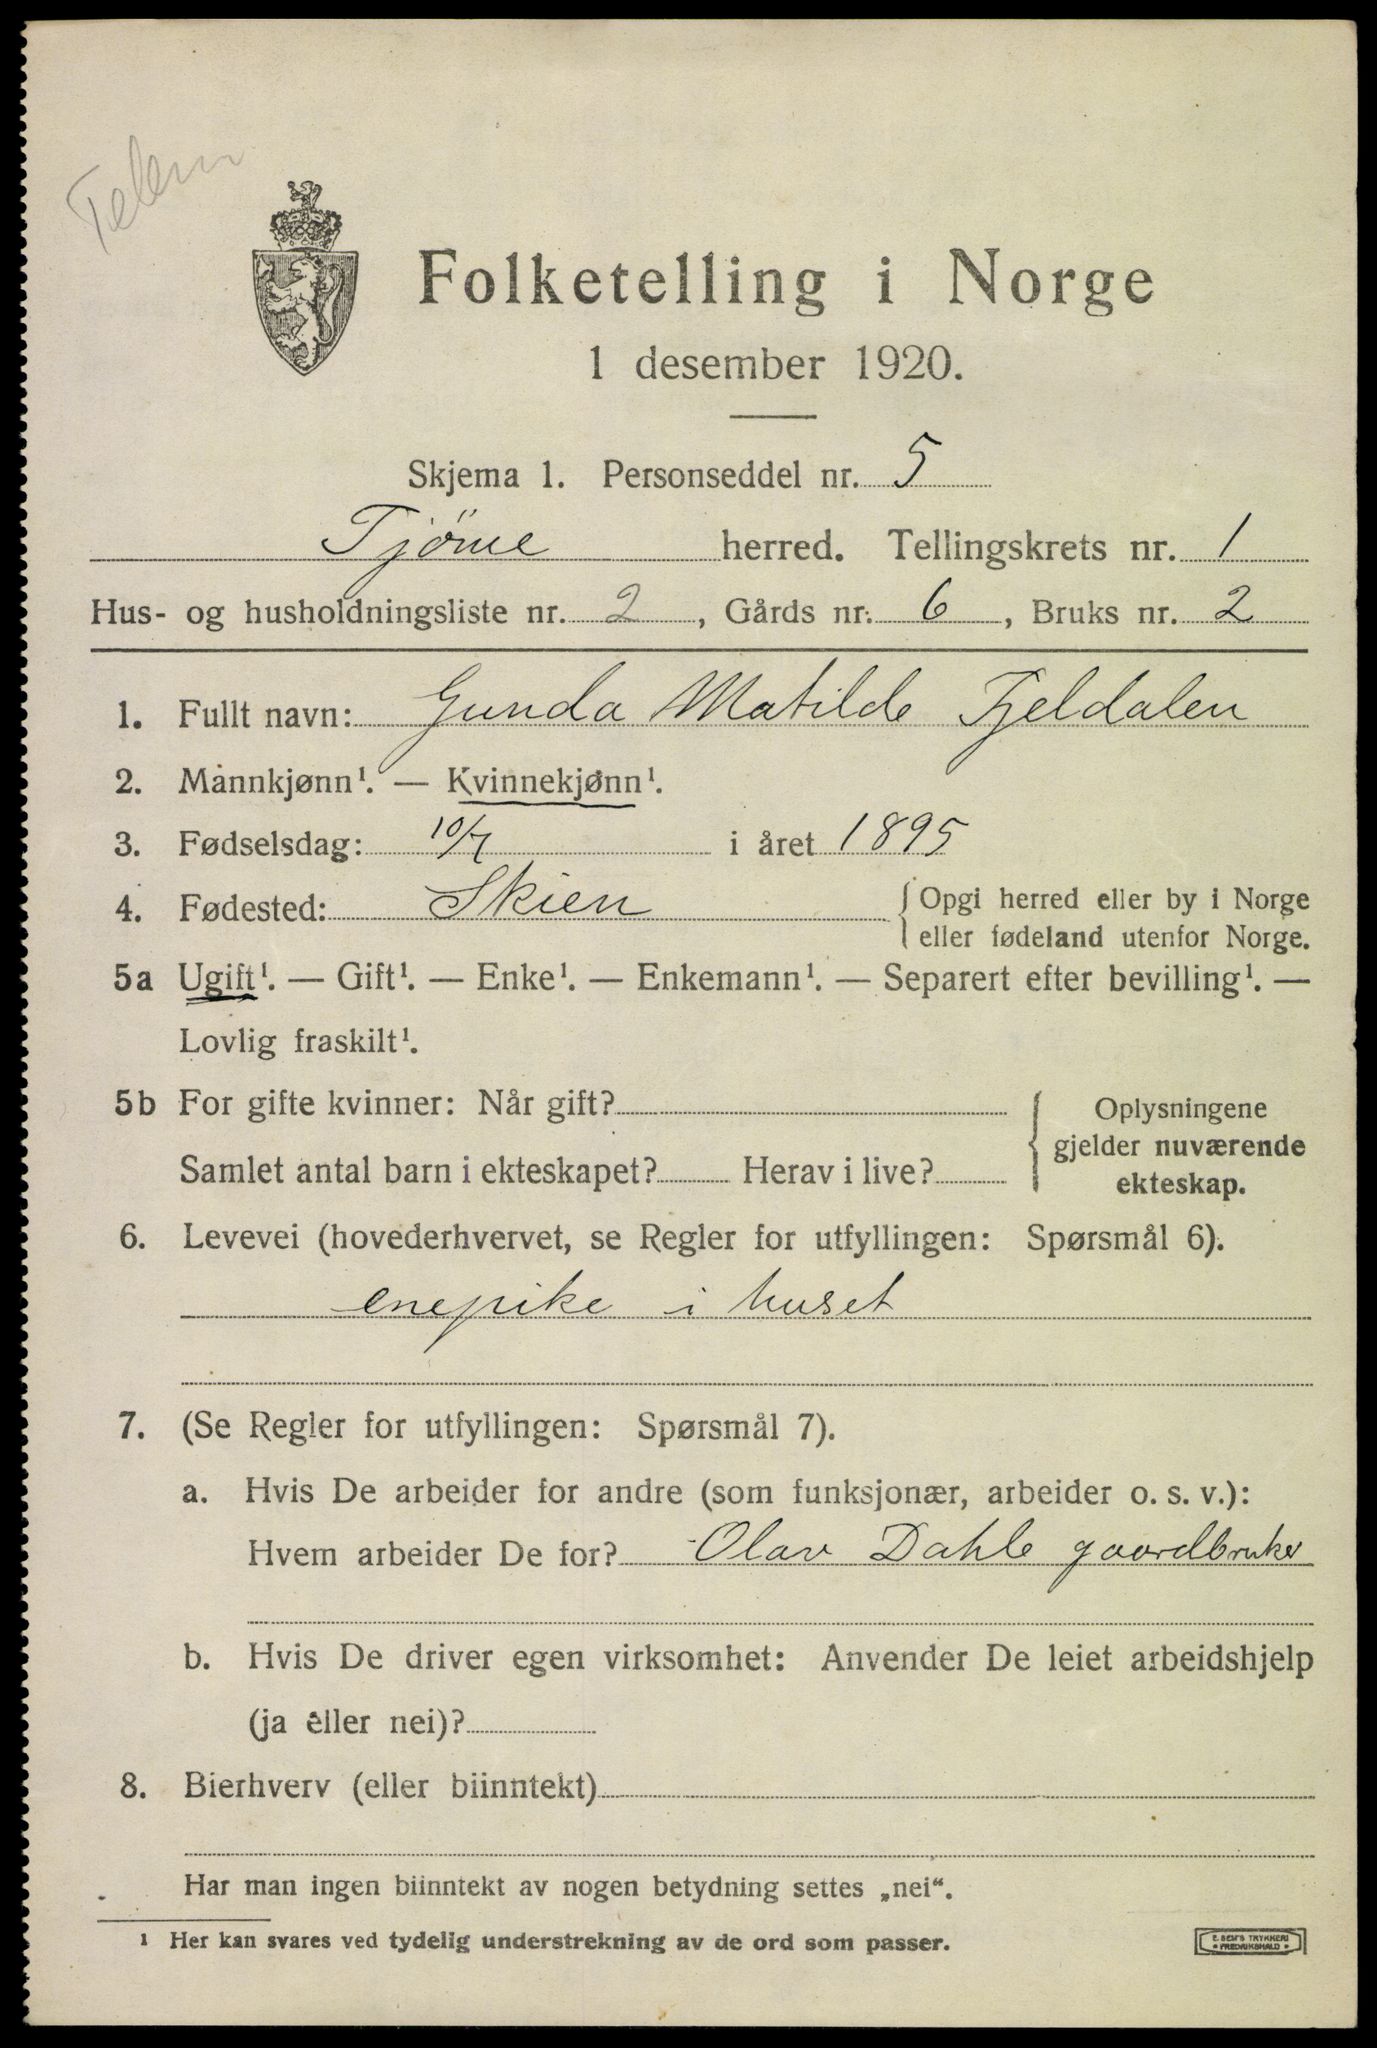 Telem
Folketelling i Norge
1 desember 1920.
Skjema 1. Personseddel nr. 5
Tjöme herred. Tellingskrets nr. 1
Hus- og husholdningsliste nr. 2, Gårds nr. 6, Bruks nr. 2
1. Fullt navn: Gunda Matilde Fjeldalen
2. Mannkjønn¹. — Kvinnekjønn¹.
3. Fødselsdag: 10/7 i året 1895
4. Fødested: Skien { Opgi herred eller by i Norge
eller fødeland utenfor Norge.
5a Ugift¹. — Gift¹. — Enke¹. — Enkemann¹. — Separert efter bevilling¹. —
Lovlig fraskilt¹.
5b For gifte kvinner: Når gift? { Oplysningene
gjelder nuværende
Samlet antal barn i ekteskapet? Herav i live? ekteskap.
6. Levevei (hovederhvervet, se Regler for utfyllingen: Spørsmål 6).
enepike i huset
7. (Se Regler for utfyllingen: Spørsmål 7).
a. Hvis De arbeider for andre (som funksjonær, arbeider o. s. v.):
Hvem arbeider De for? Olav Dahle gaardbruker
b. Hvis De driver egen virksomhet: Anvender De leiet arbeidshjelp
(ja eller nei)?
8. Bierhverv (eller biinntekt)
Har man ingen biinntekt av nogen betydning settes „nei“.
¹ Her kan svares ved tydelig understrekning av de ord som passer.
E. SEM'S TRYKKERI
FREDRIKSHALD